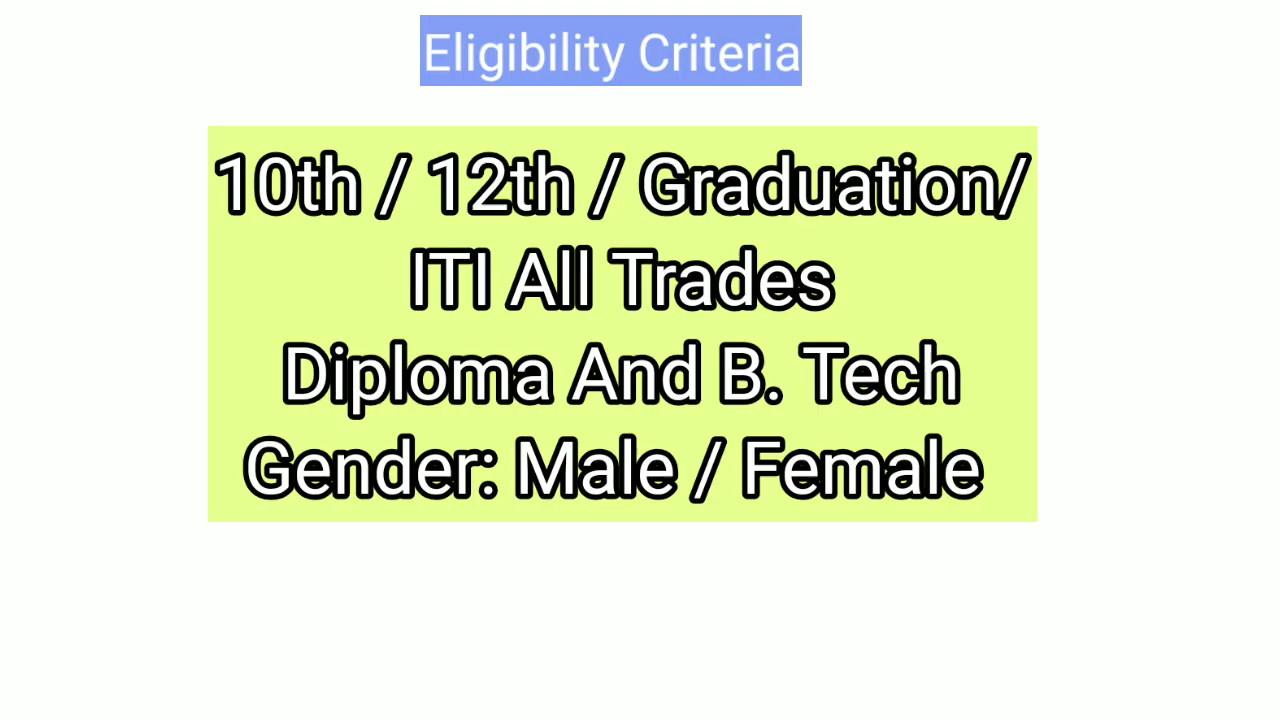 Eligibility Criteria
10th / 12th / Graduation/
ITI All Trades
Diploma And B. Tech
Gender: Male / Female